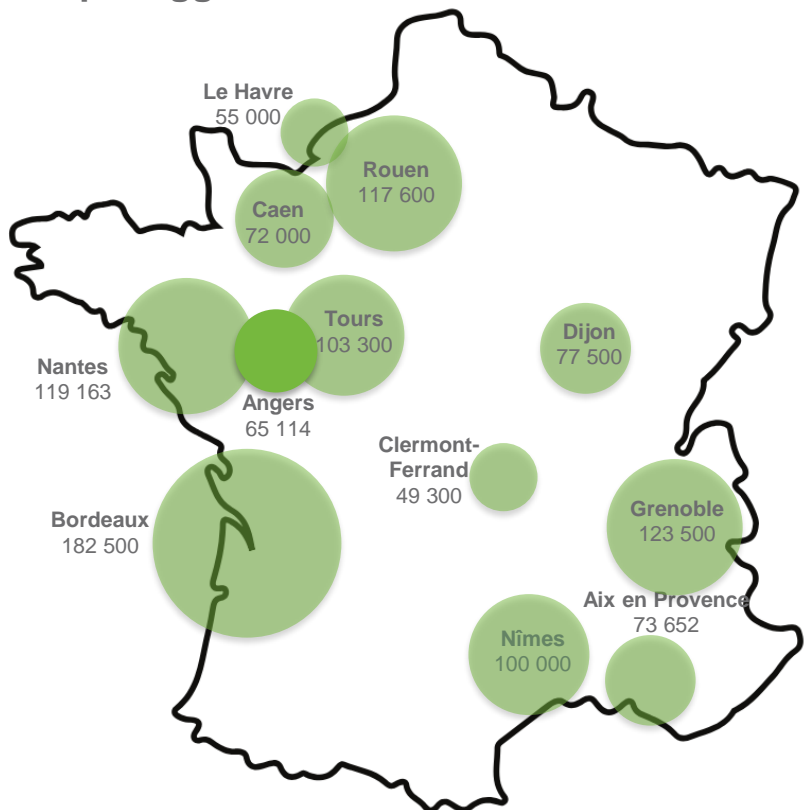 Le Havre
55 000
Rouen
117 600
Caen
72 000
Tours
103 300
Dijon
77 500
Nantes
119 163
Angers
65 114
Clermont-
Ferrand
49 300
Bordeaux
182 500
Grenoble
123 500
Aix en Provence
73 652
Nîmes
100 000